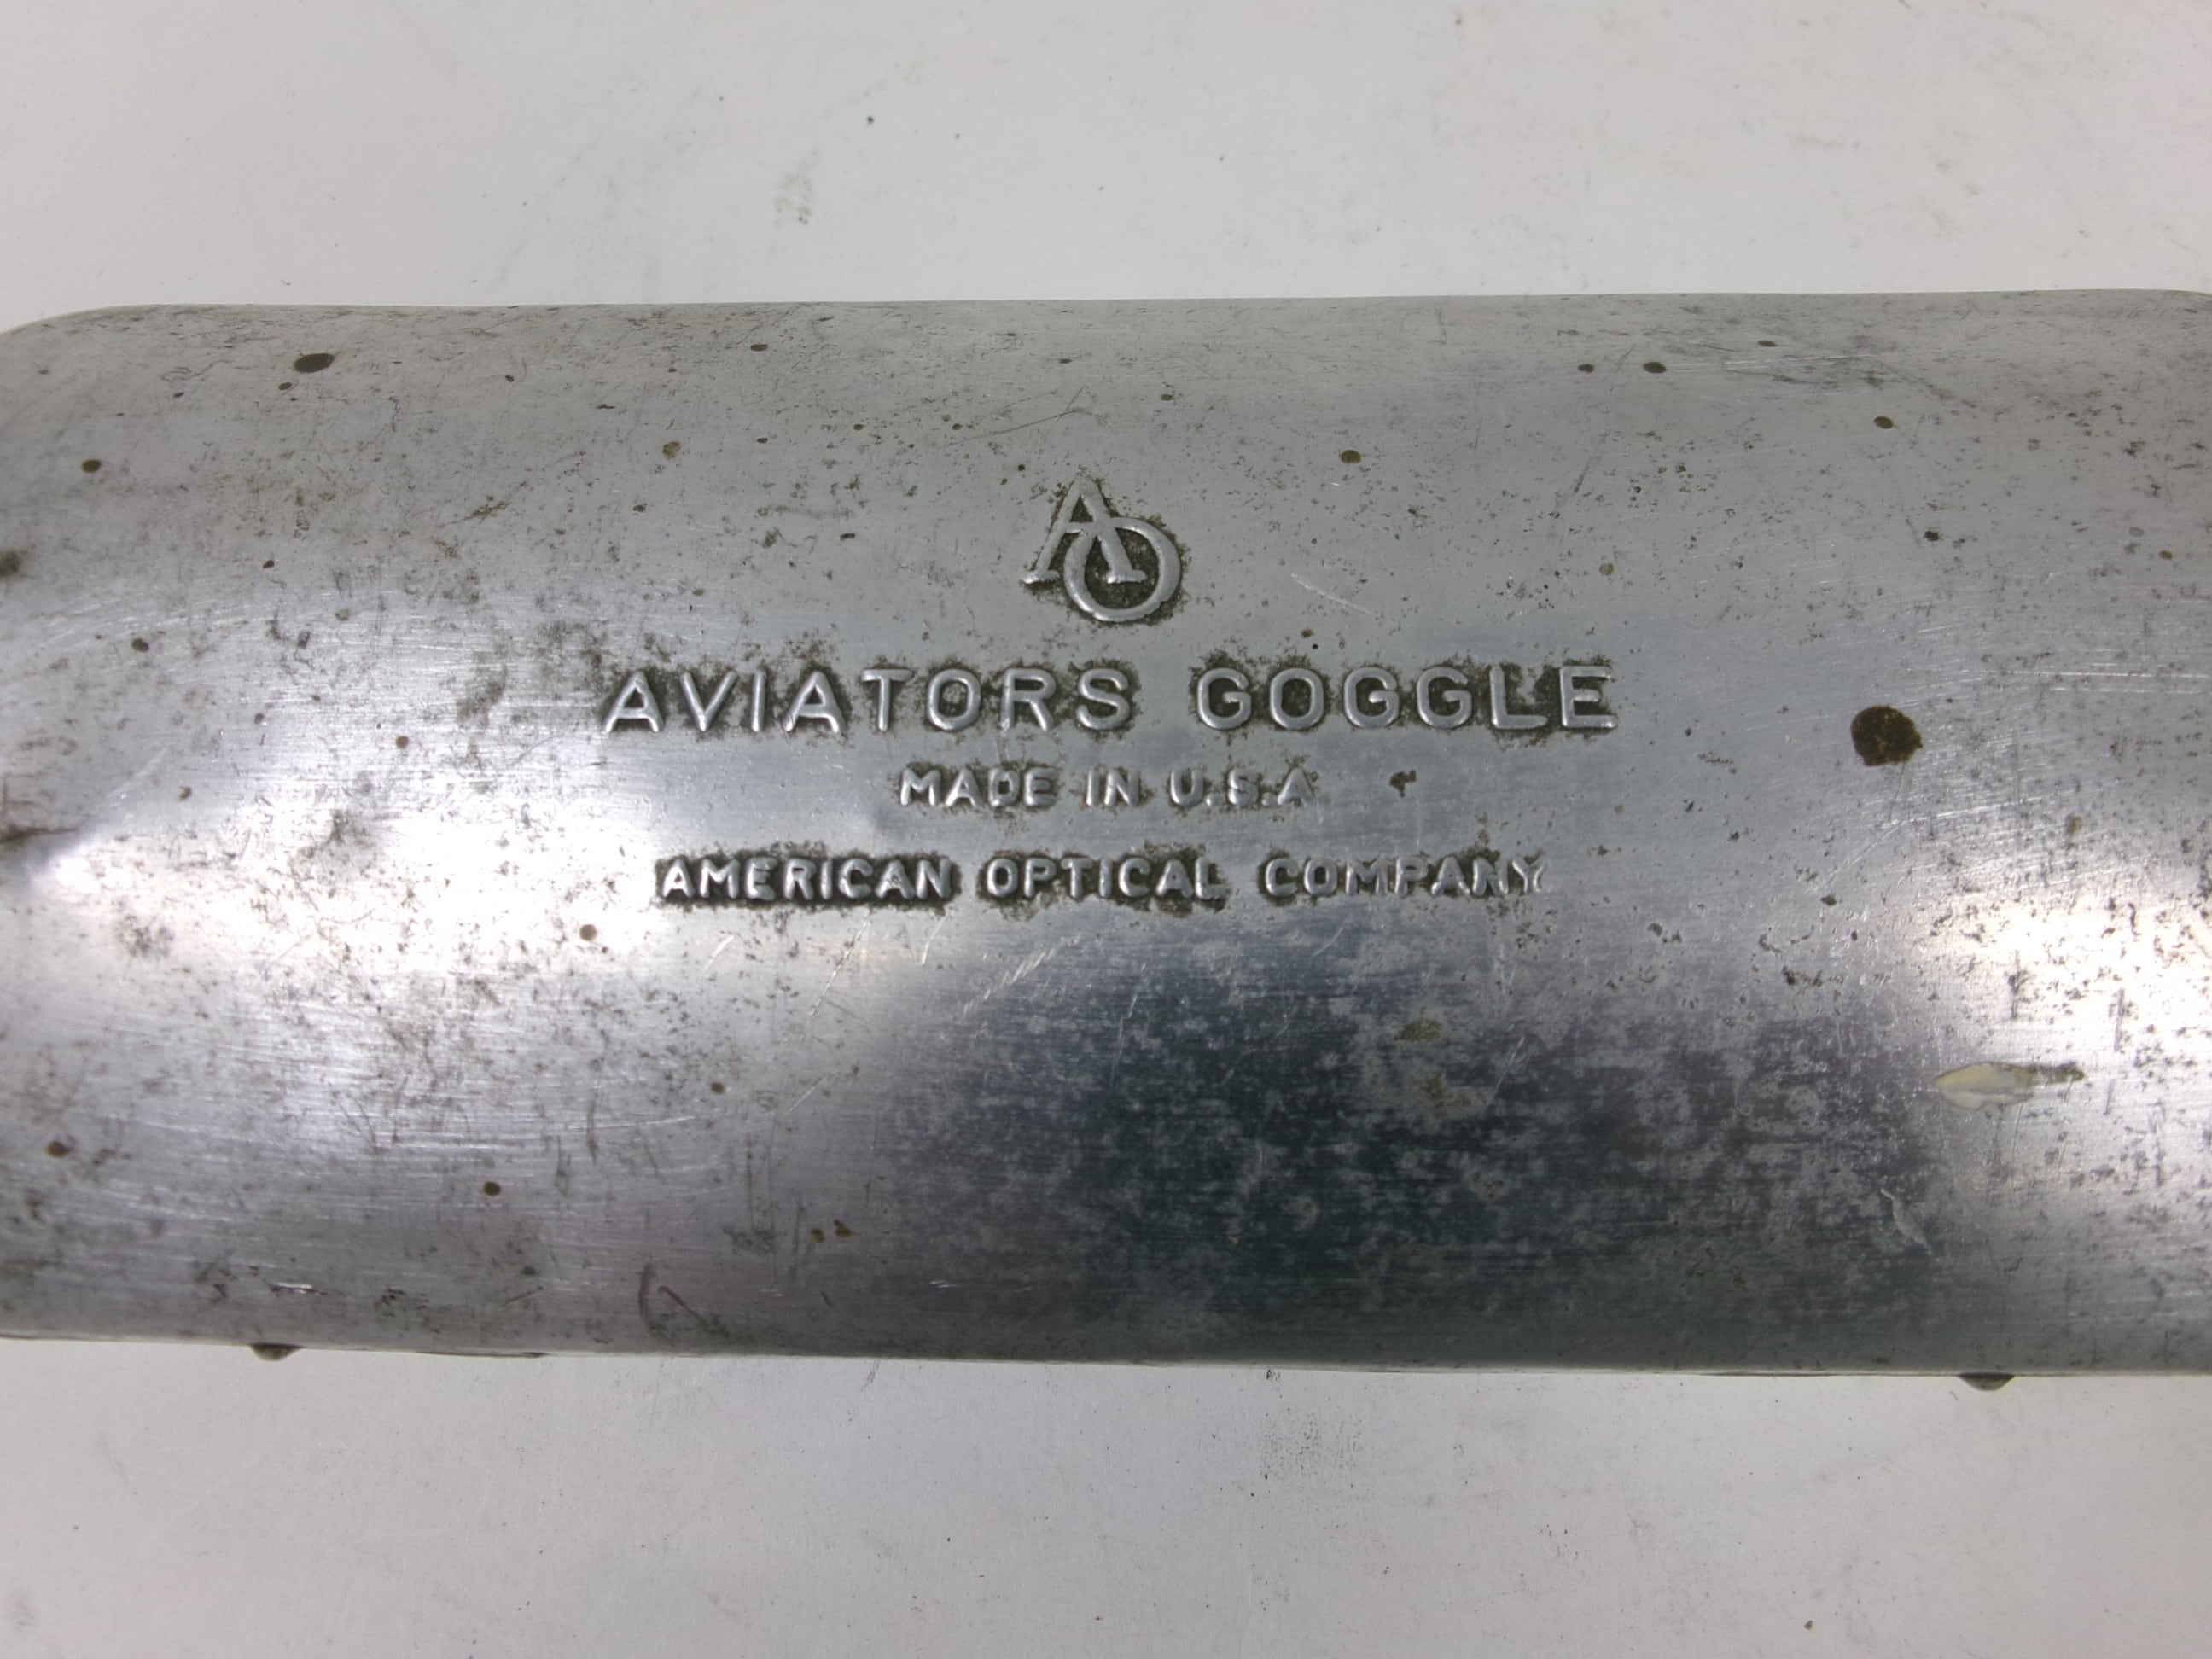 AO
AVIATORS GOGGLE
MADE IN U.S.A
AMERICAN OPTICAL COMPANY